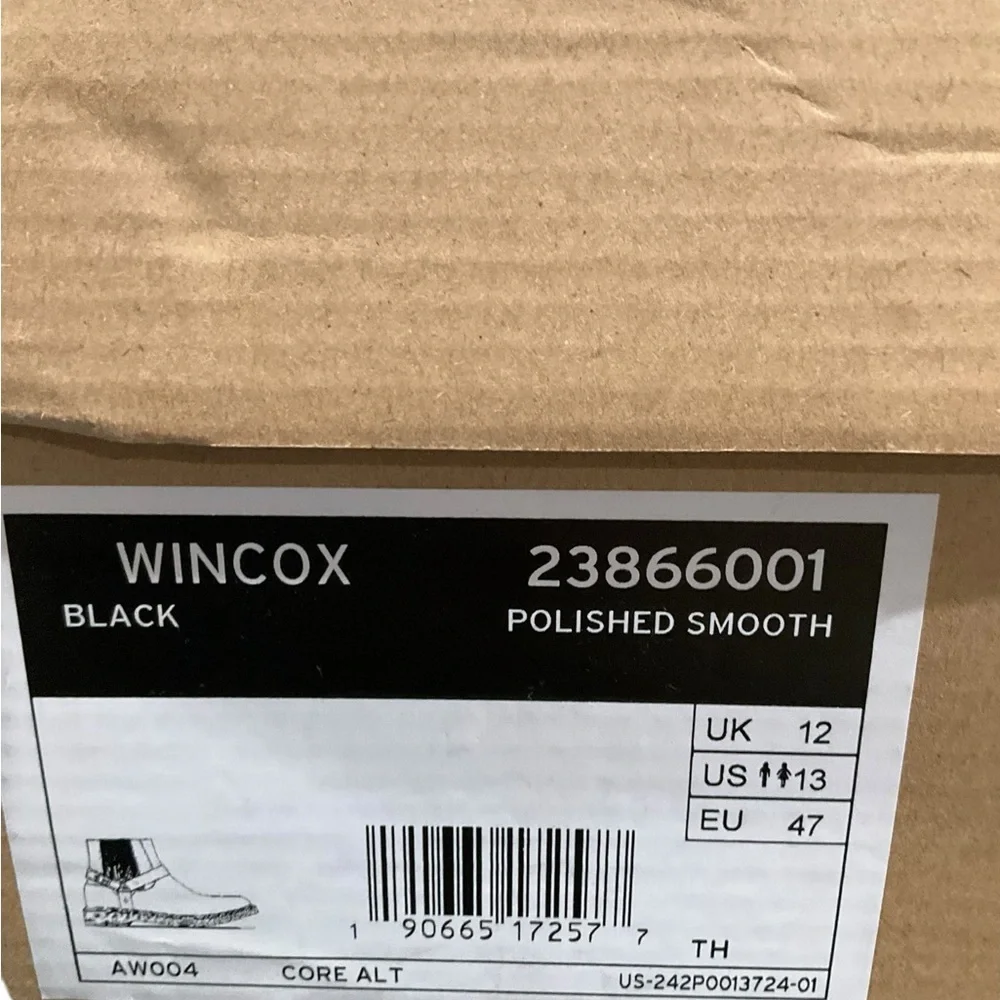 WINCOX 23866001
BLACK POLISHED SMOOTH
UK 12
US 13
EU 47
1 90665 17257 7
TH
AW004 CORE ALT US-242P0013724-01